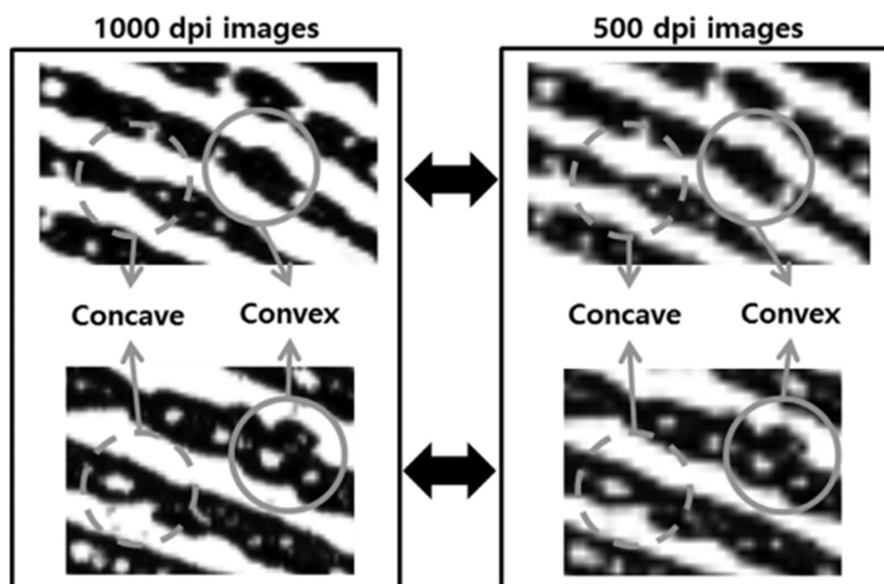 1000 dpi images
500 dpi images
Concave
Convex
Concave
Convex